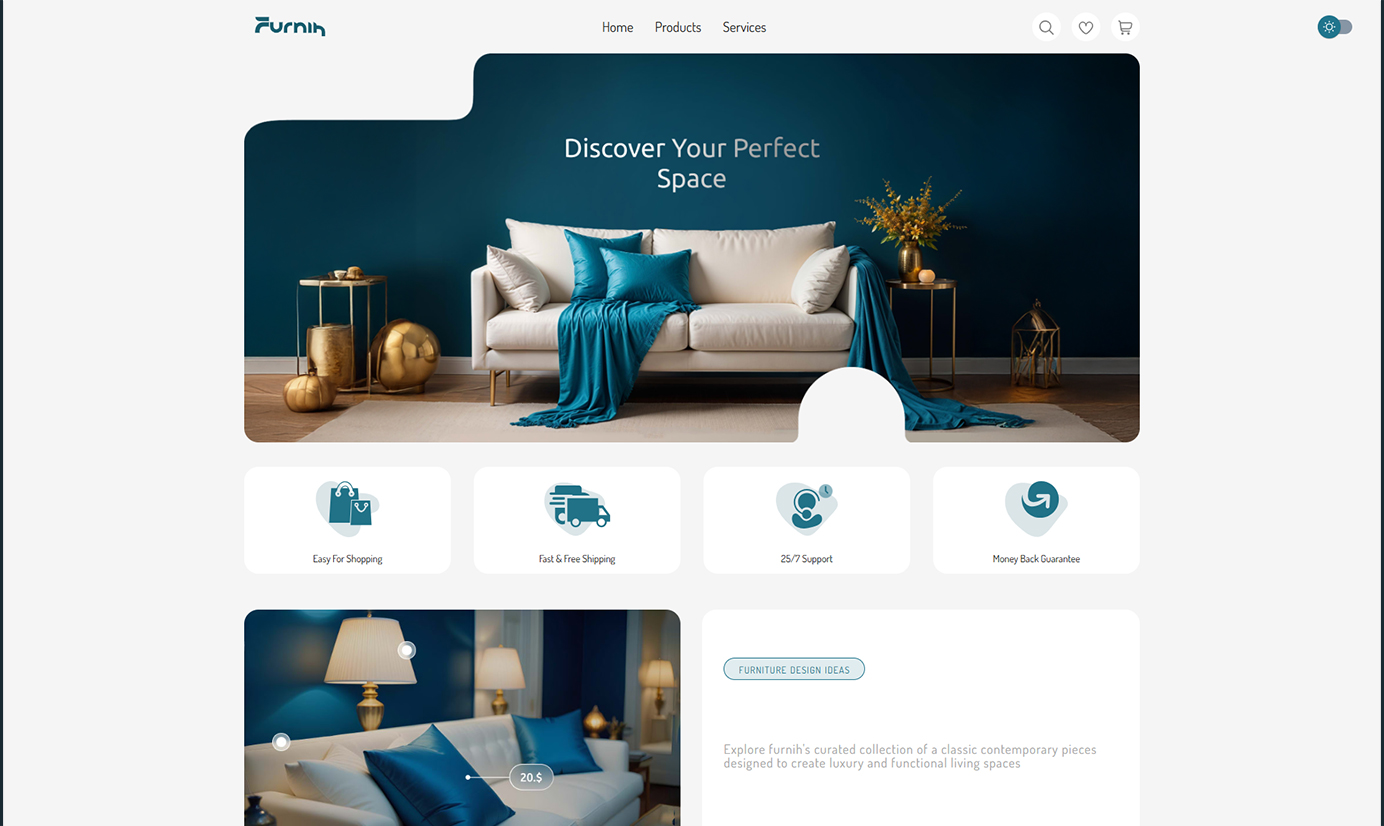 Furnih
Home
Products
Services
Discover Your Perfect
Space
Easy For Shopping
Fast & Free Shipping
25/7 Support
Money Back Guarantee
FURNITURE DESIGN IDEAS
20.$
Explore furnih's curated collection of a classic contemporary pieces
designed to create luxury and functional living spaces